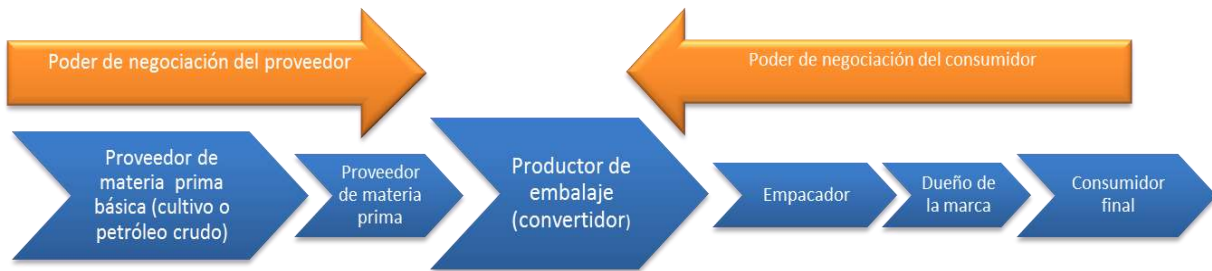 Poder de negociación del proveedor
Poder de negociación del consumidor
Proveedor de
materia prima
básica (cultivo o
petróleo crudo)
Proveedor
de materia
prima
Productor de
embalaje
(convertidor)
Empacador
Dueño de
la marca
Consumidor
final